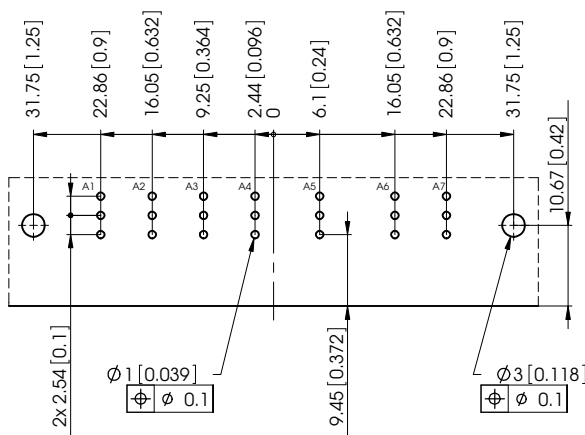 31.75 [1.25]
22.86 [0.9]
16.05 [0.632]
9.25 [0.364]
2.44 [0.096]
0
6.1 [0.24]
16.05 [0.632]
22.86 [0.9]
31.75 [1.25]
10.67 [0.42]
A1
A2
A3
A4
A5
A6
A7
2x 2.54 [0.1]
9.45 [0.372]
Ø1 [0.039]
⌖ Ø 0.1
Ø3 [0.118]
⌖ Ø 0.1